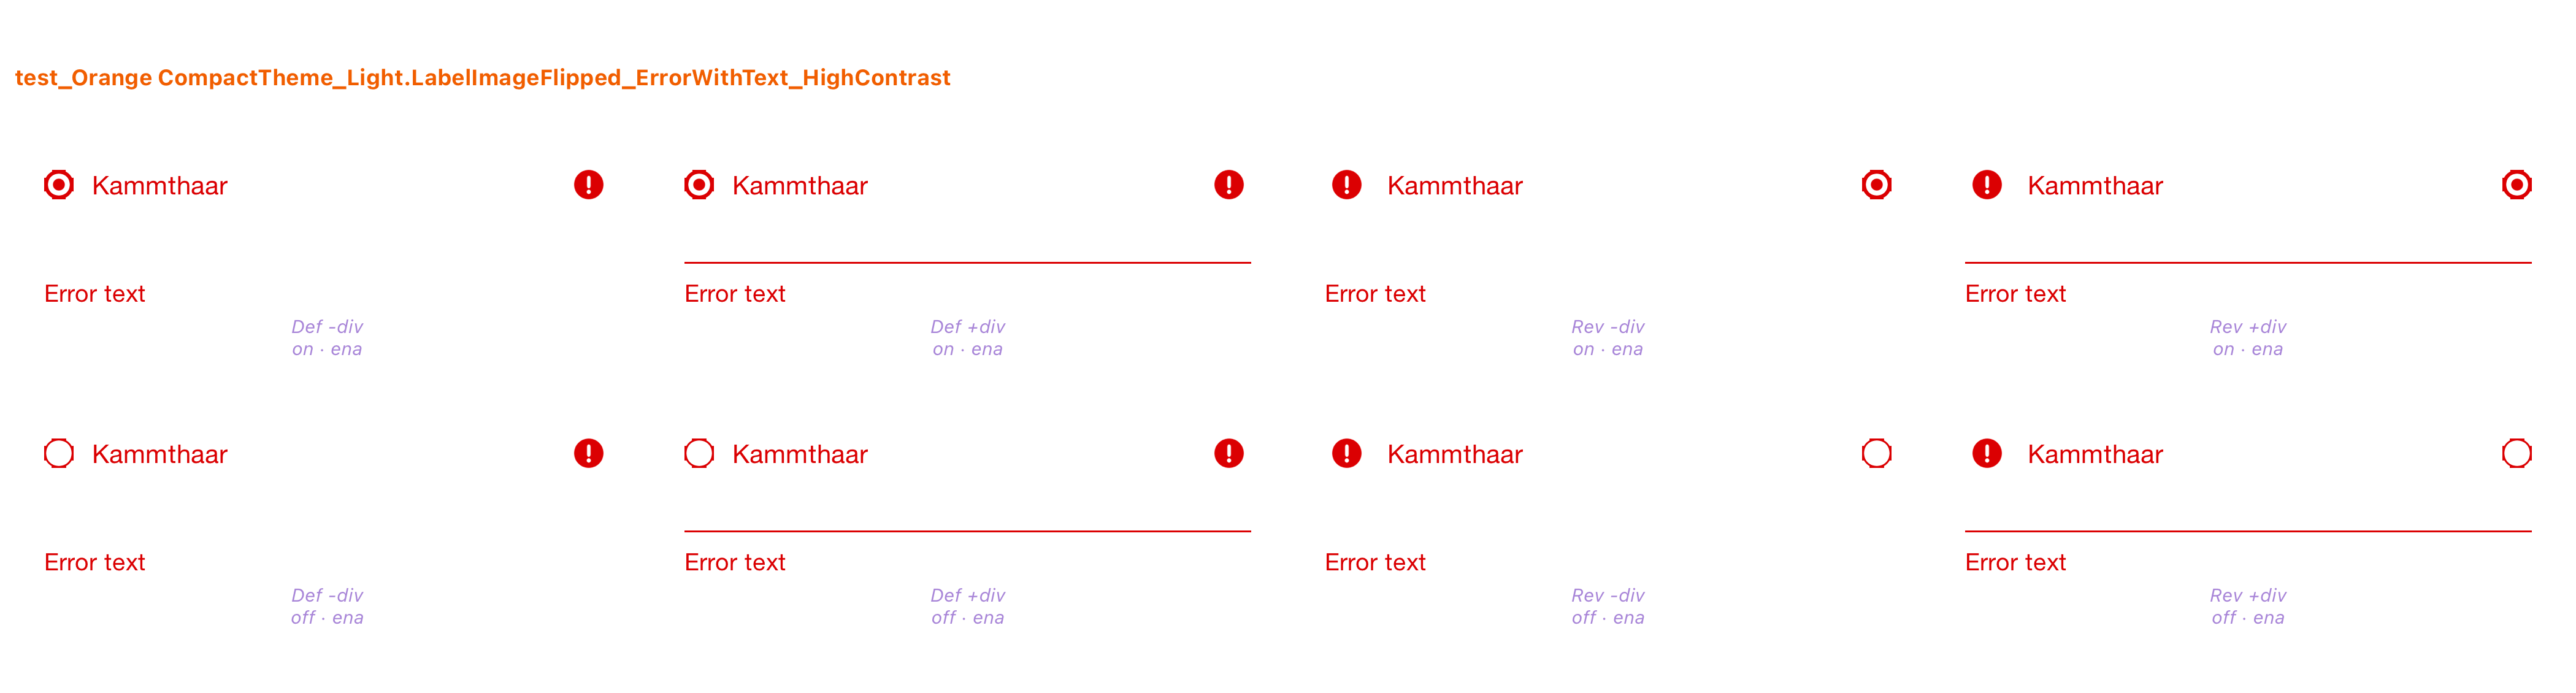 test_Orange CompactTheme_Light.LabelImageFlipped_ErrorWithText_HighContrast
Kammthaar
Error text
Def -div
on · ena
Kammthaar
Error text
Def +div
on · ena
Kammthaar
Error text
Rev -div
on · ena
Kammthaar
Error text
Rev +div
on · ena
Kammthaar
Error text
Def -div
off · ena
Kammthaar
Error text
Def +div
off · ena
Kammthaar
Error text
Rev -div
off · ena
Kammthaar
Error text
Rev +div
off · ena